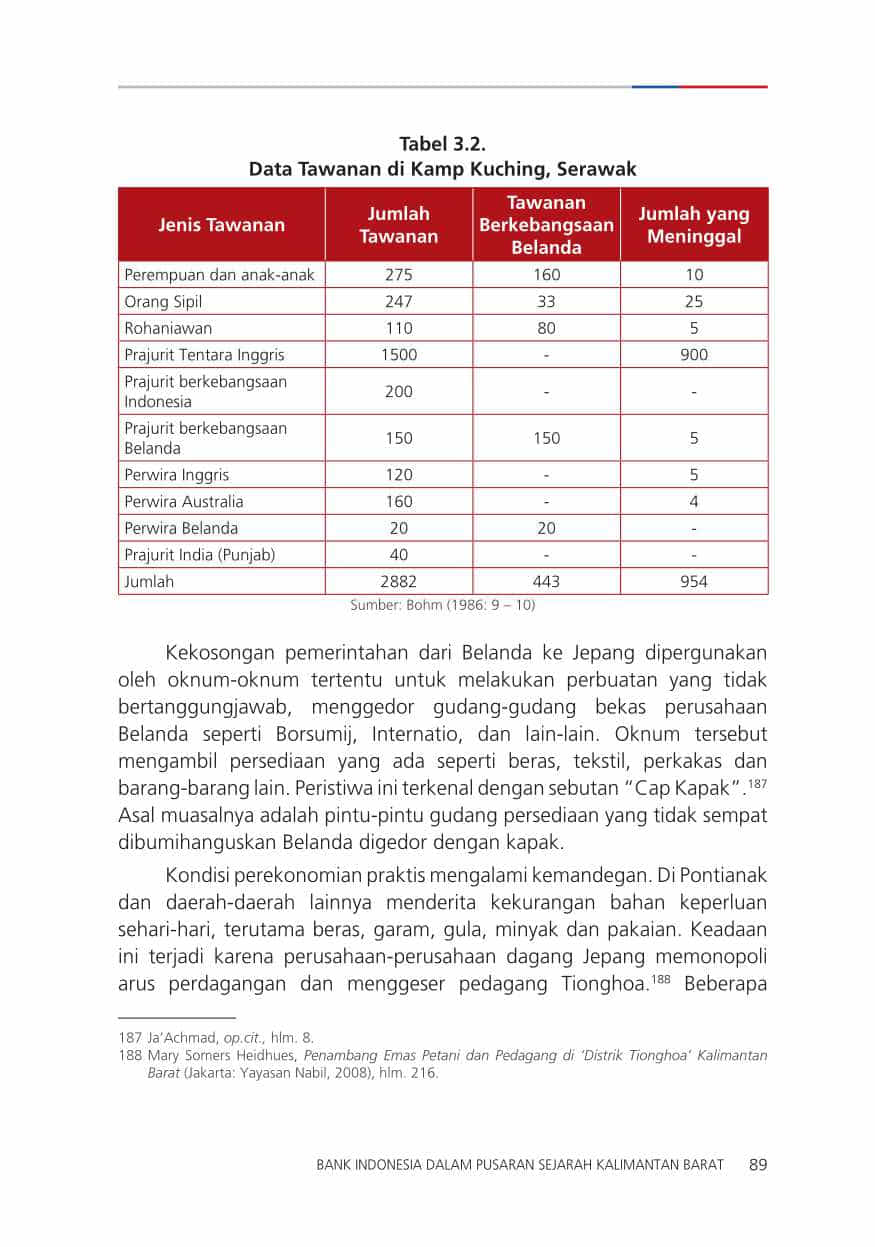 Tabel 3.2.
Data Tawanan di Kamp Kuching, Serawak
Jenis Tawanan | Jumlah Tawanan | Tawanan Berkebangsaan Belanda | Jumlah yang Meninggal
Perempuan dan anak-anak | 275 | 160 | 10
Orang Sipil | 247 | 33 | 25
Rohaniawan | 110 | 80 | 5
Prajurit Tentara Inggris | 1500 | - | 900
Prajurit berkebangsaan Indonesia | 200 | - | -
Prajurit berkebangsaan Belanda | 150 | 150 | 5
Perwira Inggris | 120 | - | 5
Perwira Australia | 160 | - | 4
Perwira Belanda | 20 | 20 | -
Prajurit India (Punjab) | 40 | - | -
Jumlah | 2882 | 443 | 954
Sumber: Bohm (1986: 9 – 10)
Kekosongan pemerintahan dari Belanda ke Jepang dipergunakan
oleh oknum-oknum tertentu untuk melakukan perbuatan yang tidak
bertanggungjawab, menggedor gudang-gudang bekas perusahaan
Belanda seperti Borsumij, Internatio, dan lain-lain. Oknum tersebut
mengambil persediaan yang ada seperti beras, tekstil, perkakas dan
barang-barang lain. Peristiwa ini terkenal dengan sebutan “Cap Kapak”.187
Asal muasalnya adalah pintu-pintu gudang persediaan yang tidak sempat
dibumihanguskan Belanda digedor dengan kapak.
Kondisi perekonomian praktis mengalami kemandegan. Di Pontianak
dan daerah-daerah lainnya menderita kekurangan bahan keperluan
sehari-hari, terutama beras, garam, gula, minyak dan pakaian. Keadaan
ini terjadi karena perusahaan-perusahaan dagang Jepang memonopoli
arus perdagangan dan menggeser pedagang Tionghoa.188 Beberapa
187 Ja’Achmad, op.cit., hlm. 8.
188 Mary Somers Heidhues, Penambang Emas Petani dan Pedagang di ‘Distrik Tionghoa’ Kalimantan
Barat (Jakarta: Yayasan Nabil, 2008), hlm. 216.
BANK INDONESIA DALAM PUSARAN SEJARAH KALIMANTAN BARAT 89